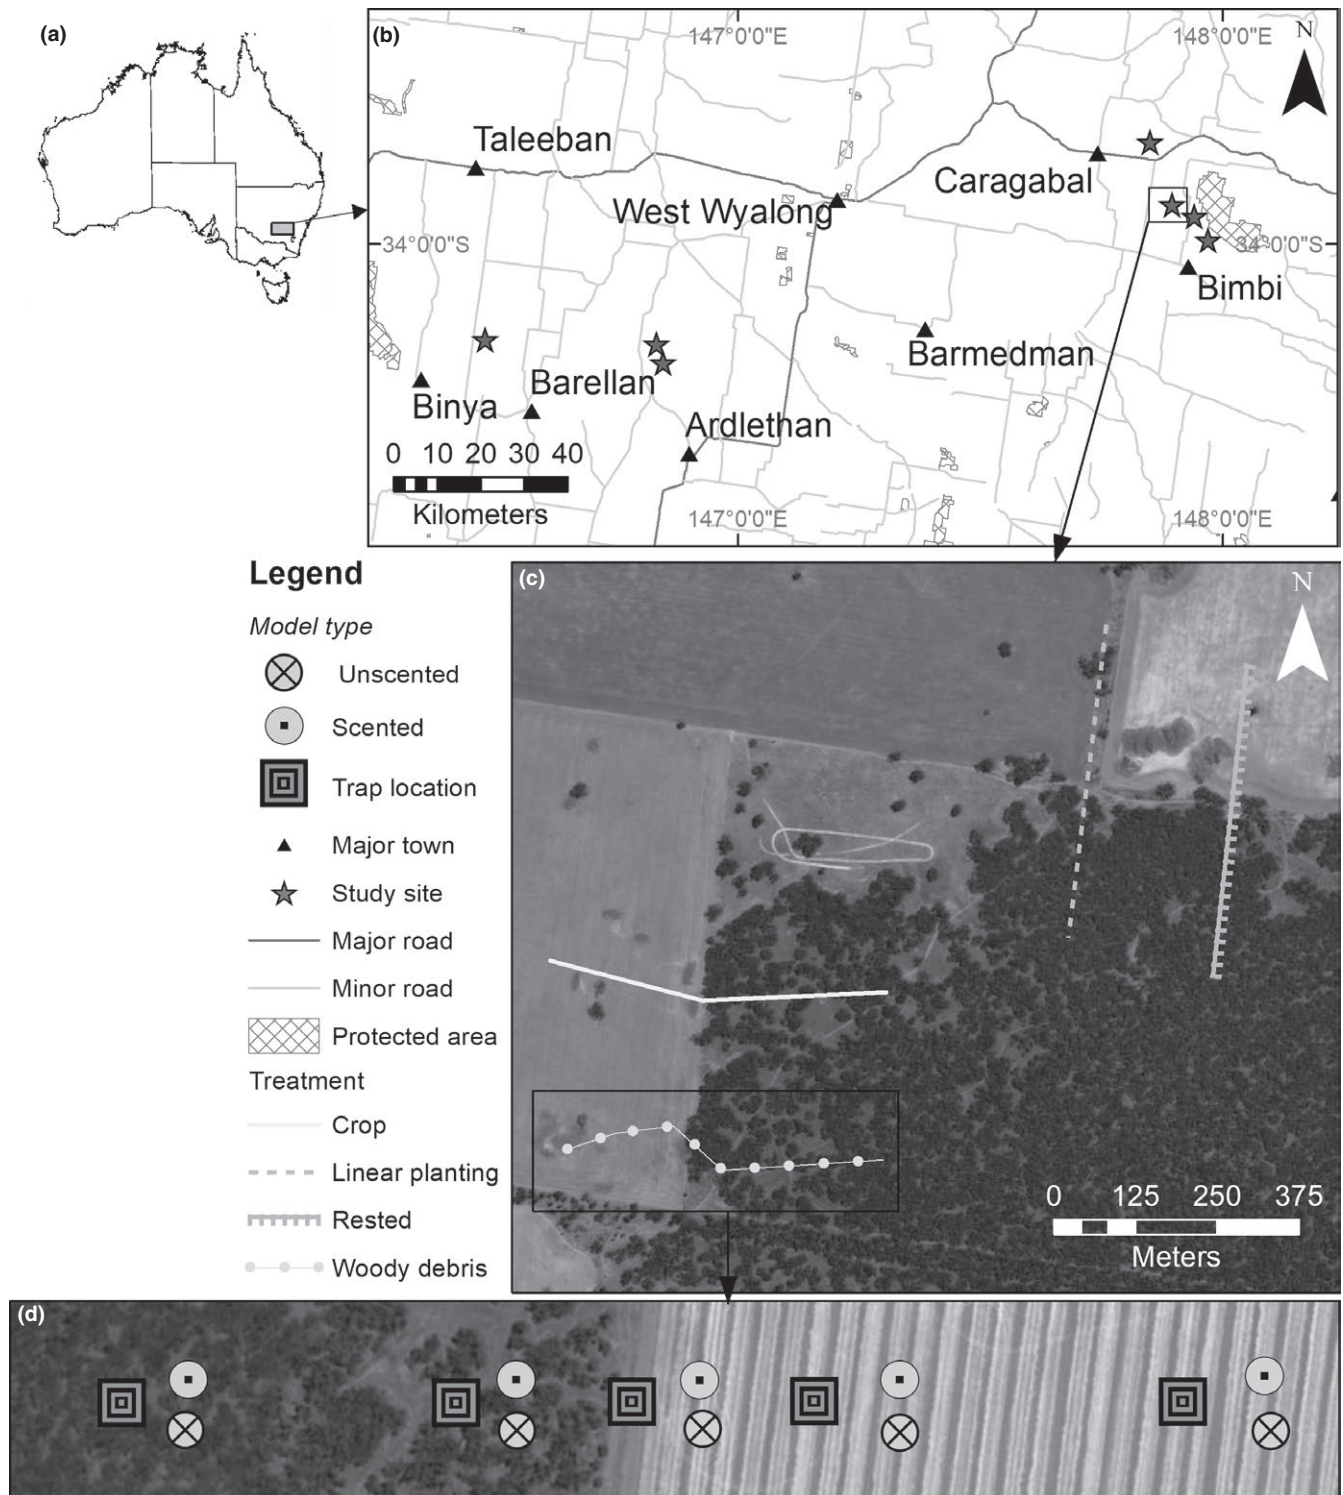 (a)
(b)
147°0'0"E
148°0'0"E
N
Taleeban
Caragabal
West Wyalong
34°0'0"S
34°0'0"S
Bimbi
Barmedman
Barellan
Binya
Ardlethan
0 10 20 30 40
Kilometers
147°0'0"E
148°0'0"E
Legend
Model type
Unscented
Scented
Trap location
Major town
Study site
Major road
Minor road
Protected area
Treatment
Crop
Linear planting
Rested
Woody debris
(c)
N
0 125 250 375
Meters
(d)